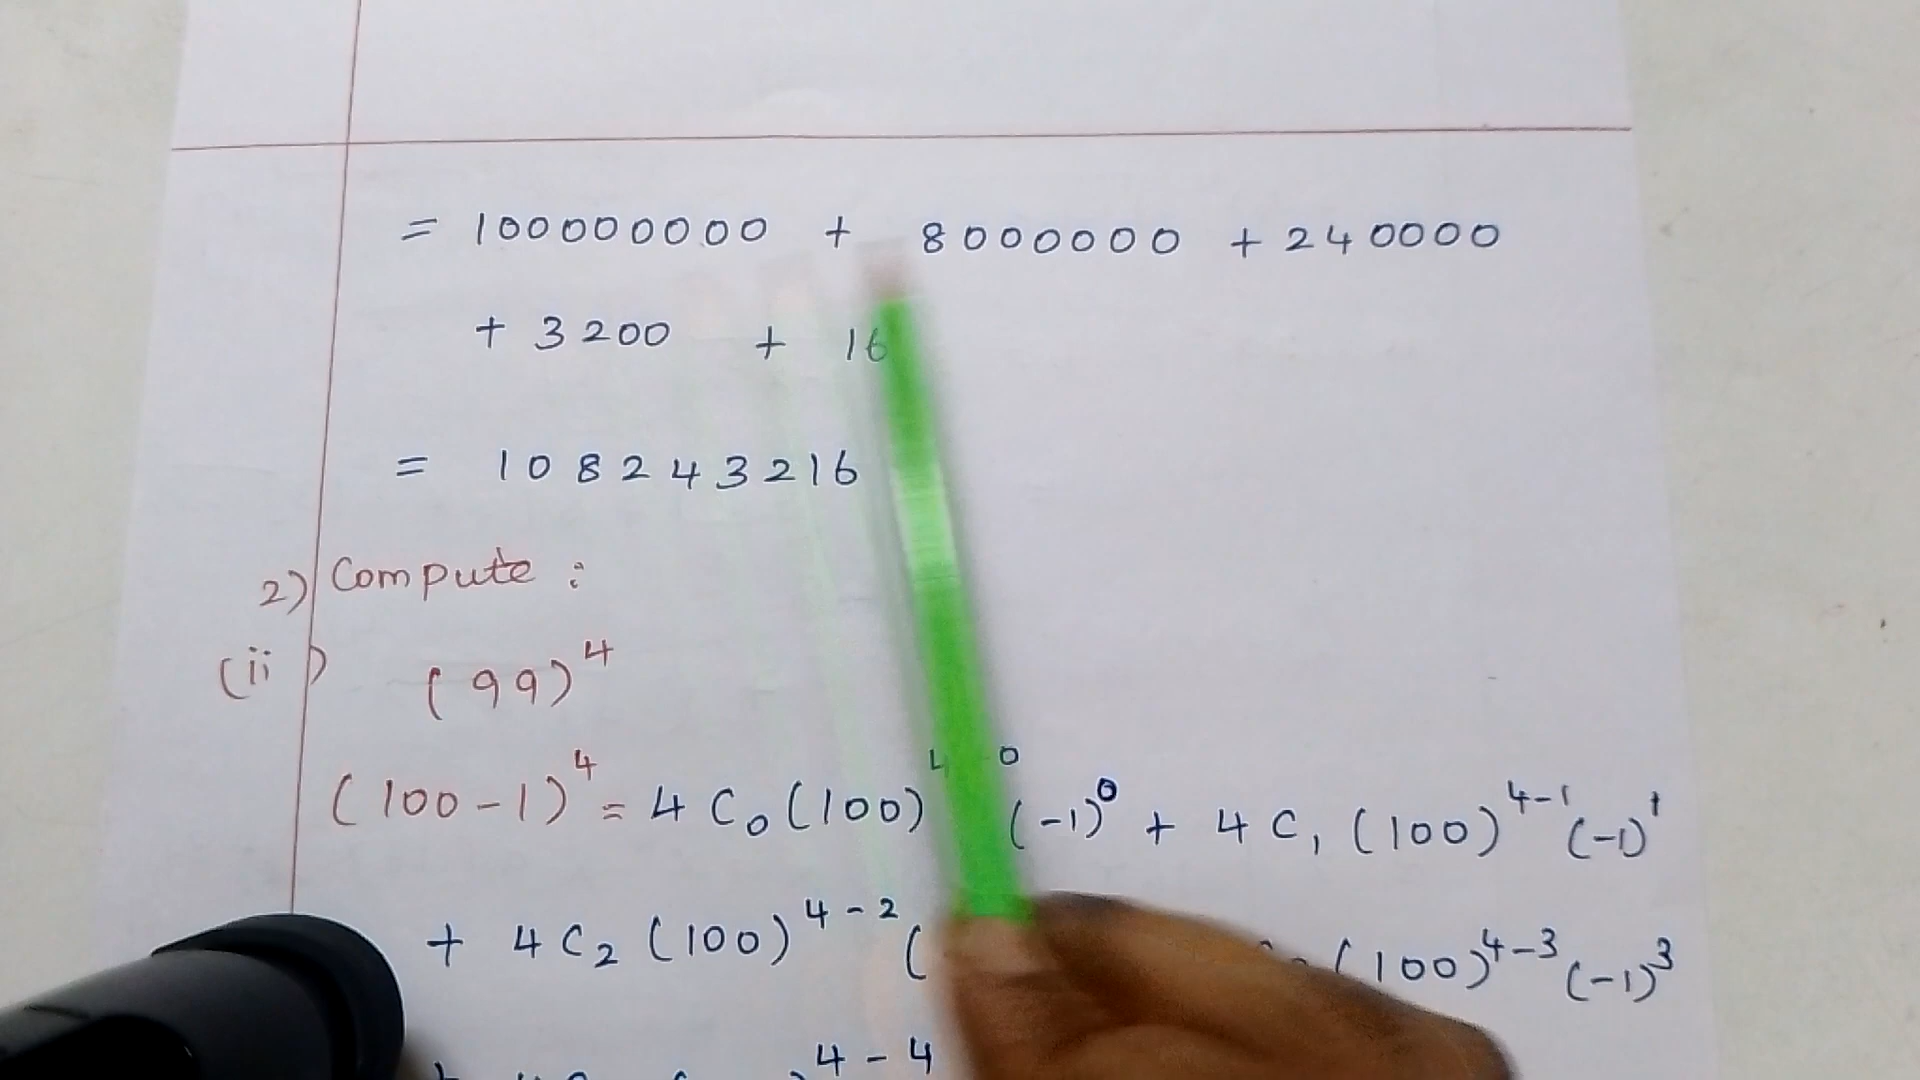 = 100000000 + 8000000 + 240000
+ 3200 + 16
= 108243216
2) Compute :
(ii) (99)⁴
(100-1)⁴ = 4C₀(100)⁴ ⁰(-1)⁰ + 4C₁(100)⁴⁻¹(-1)¹
+ 4C₂(100)⁴⁻²( (100)⁴⁻³(-1)³
4-4